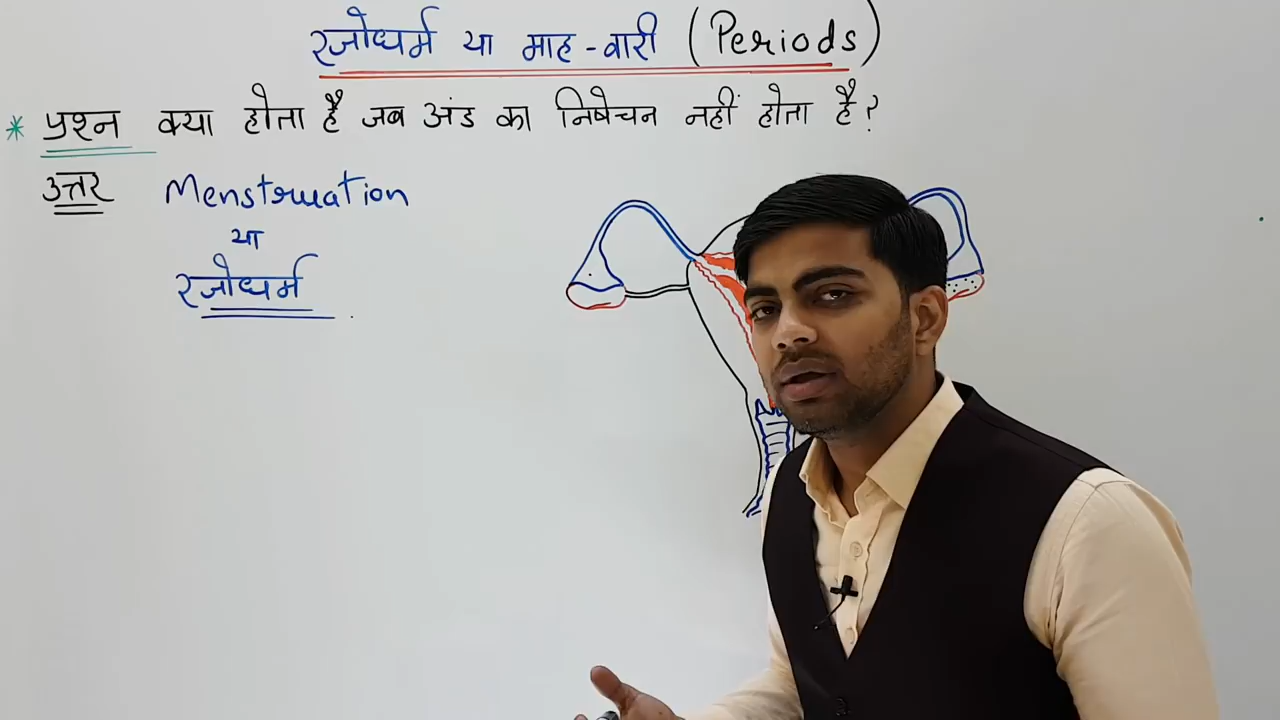 रजोधर्म या माह-वारी (Periods)
* प्रश्न क्या होता है जब अंड का निषेचन नहीं होता है?
उत्तर Menstruation
या
रजोधर्म